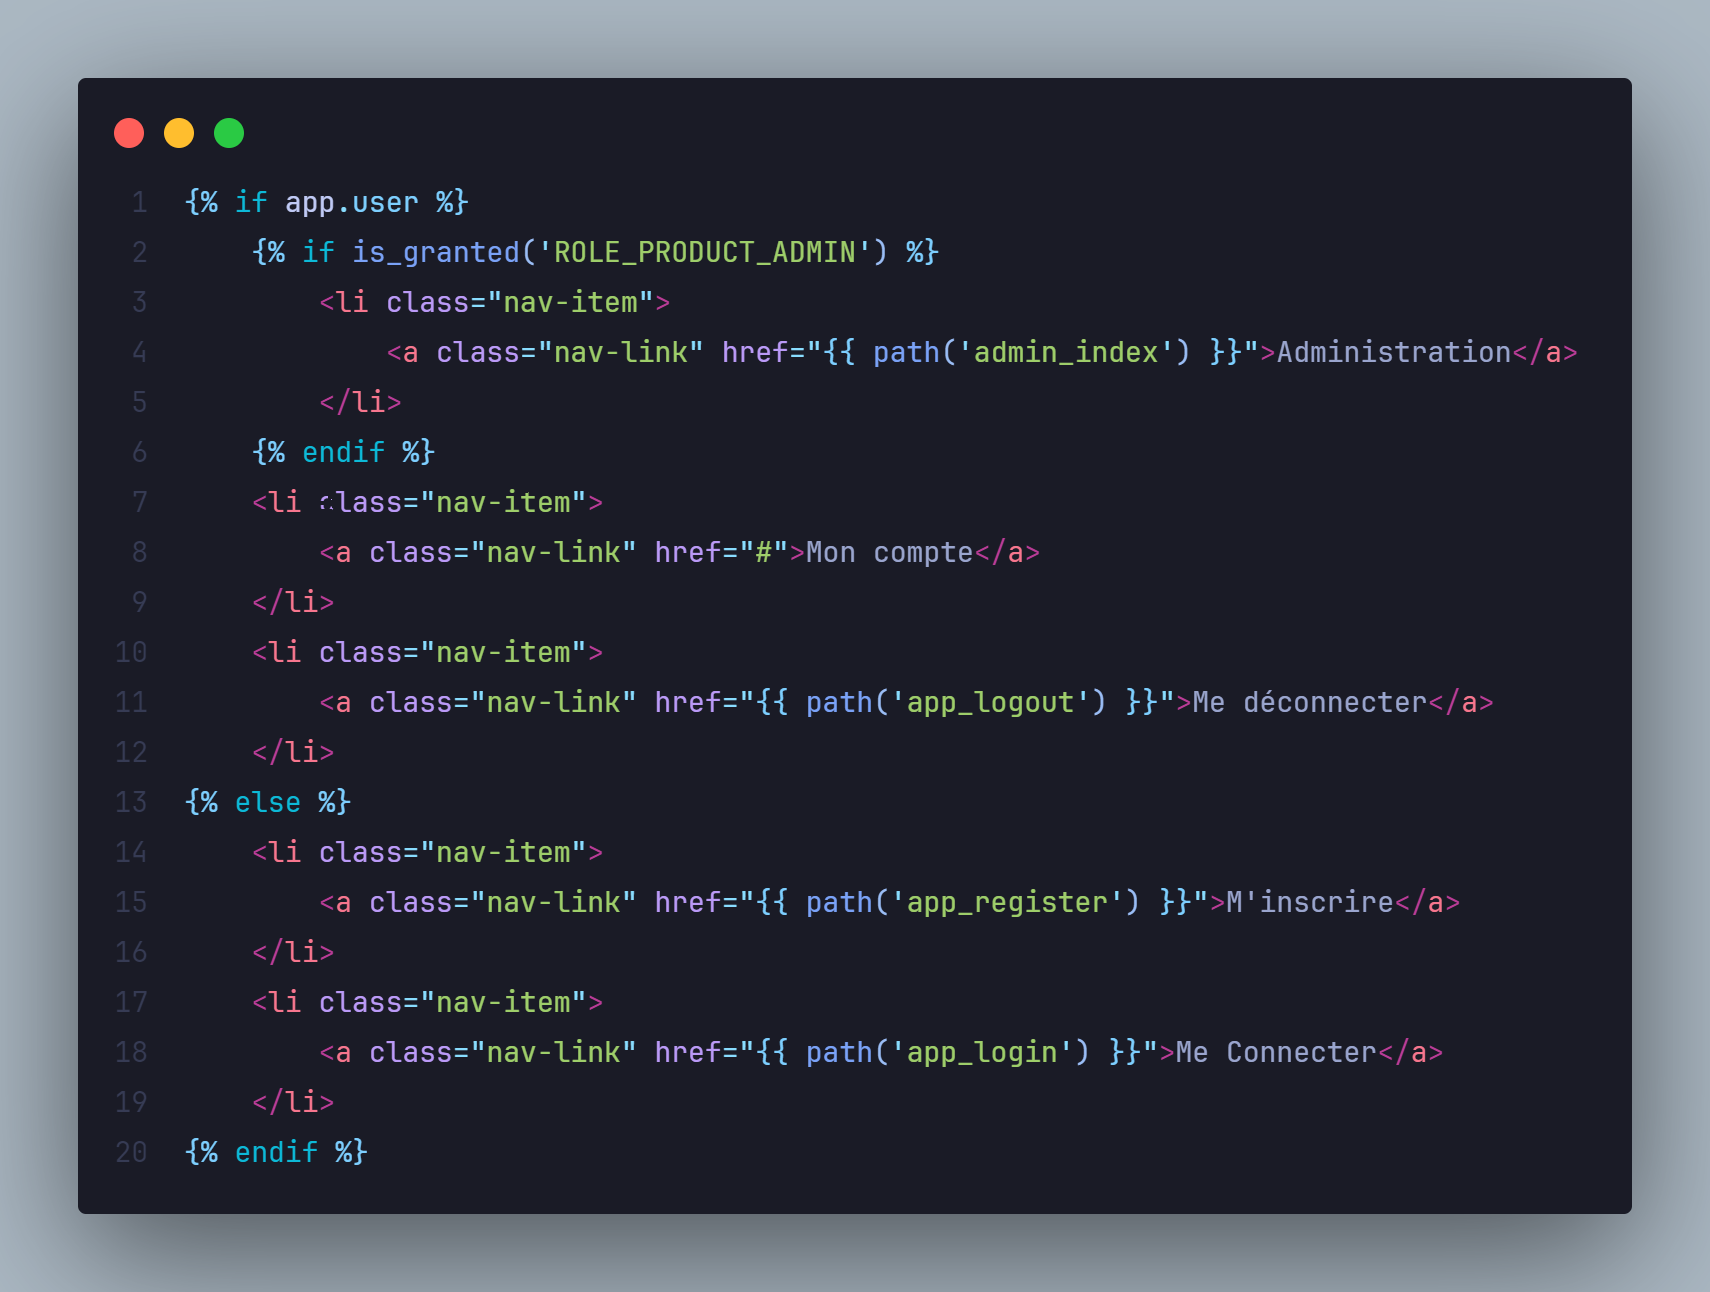 1 {% if app.user %}
2     {% if is_granted('ROLE_PRODUCT_ADMIN') %}
3         <li class="nav-item">
4             <a class="nav-link" href="{{ path('admin_index') }}">Administration</a>
5         </li>
6     {% endif %}
7     <li class="nav-item">
8         <a class="nav-link" href="#">Mon compte</a>
9     </li>
10     <li class="nav-item">
11         <a class="nav-link" href="{{ path('app_logout') }}">Me déconnecter</a>
12     </li>
13 {% else %}
14     <li class="nav-item">
15         <a class="nav-link" href="{{ path('app_register') }}">M'inscrire</a>
16     </li>
17     <li class="nav-item">
18         <a class="nav-link" href="{{ path('app_login') }}">Me Connecter</a>
19     </li>
20 {% endif %}